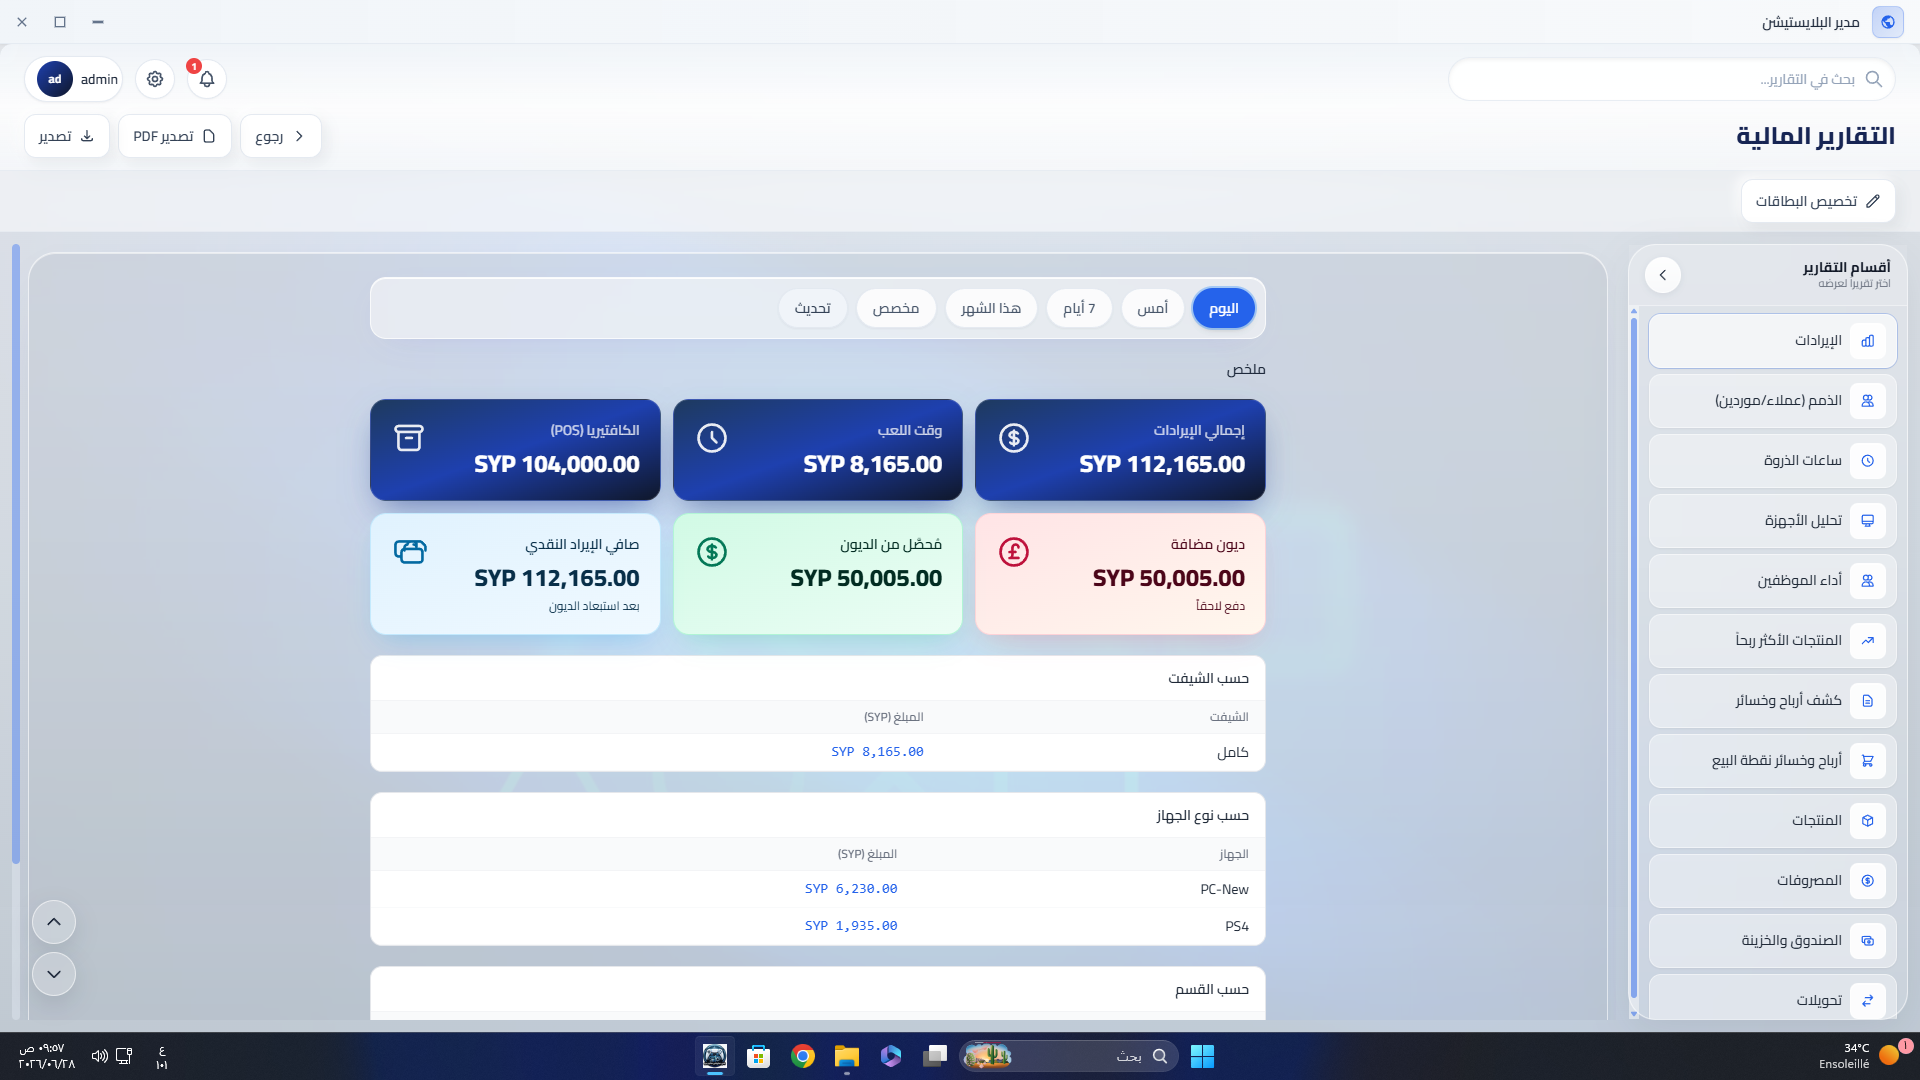 مدير البلايستيشن
بحث في التقارير...
1
admin
ad
التقارير المالية
رجوع
تصدير PDF
تصدير
تخصيص البطاقات
أقسام التقارير
اختر تقريرا لعرضه
الإيرادات
الذمم (عملاء/موردين)
ساعات الذروة
تحليل الأجهزة
أداء الموظفين
المنتجات الأكثر ربحاً
كشف أرباح وخسائر
أرباح وخسائر نقطة البيع
المنتجات
المصروفات
الصندوق والخزينة
تحويلات
اليوم
أمس
7 أيام
هذا الشهر
مخصص
تحديث
ملخص
إجمالي الإيرادات
SYP 112,165.00
وقت اللعب
SYP 8,165.00
الكافتيريا (POS)
SYP 104,000.00
ديون مضافة
SYP 50,005.00
دفع لاحقاً
مُحصَّل من الديون
SYP 50,005.00
صافي الإيراد النقدي
SYP 112,165.00
بعد استبعاد الديون
حسب الشيفت
الشيفت
المبلغ (SYP)
كامل
SYP 8,165.00
حسب نوع الجهاز
الجهاز
المبلغ (SYP)
PC-New
SYP 6,230.00
PS4
SYP 1,935.00
حسب القسم
١
34°C
Ensoleillé
بحث
ع
١٠١
٠٩:٥٧ ص
٢٠٢٦/٠٦/٢٨